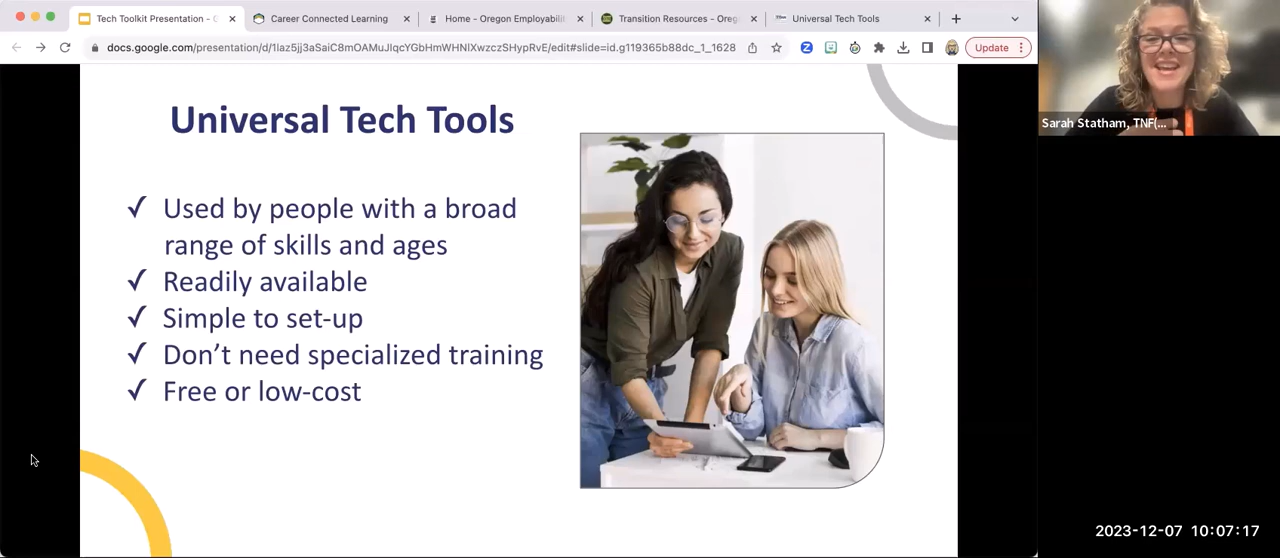 Tech Toolkit Presentation - G
Career Connected Learning
Home - Oregon Employabilit
Transition Resources - Oreg
Universal Tech Tools
docs.google.com/presentation/d/1laz5jj3aSaiC8mOAMuJlqcYGbHmWHNlXwzczSHypRvE/edit#slide=id.g119365b88dc_1_1628
Update
Universal Tech Tools
✓ Used by people with a broad
range of skills and ages
✓ Readily available
✓ Simple to set-up
✓ Don’t need specialized training
✓ Free or low-cost
Sarah Statham, TNF(...
2023-12-07 10:07:17